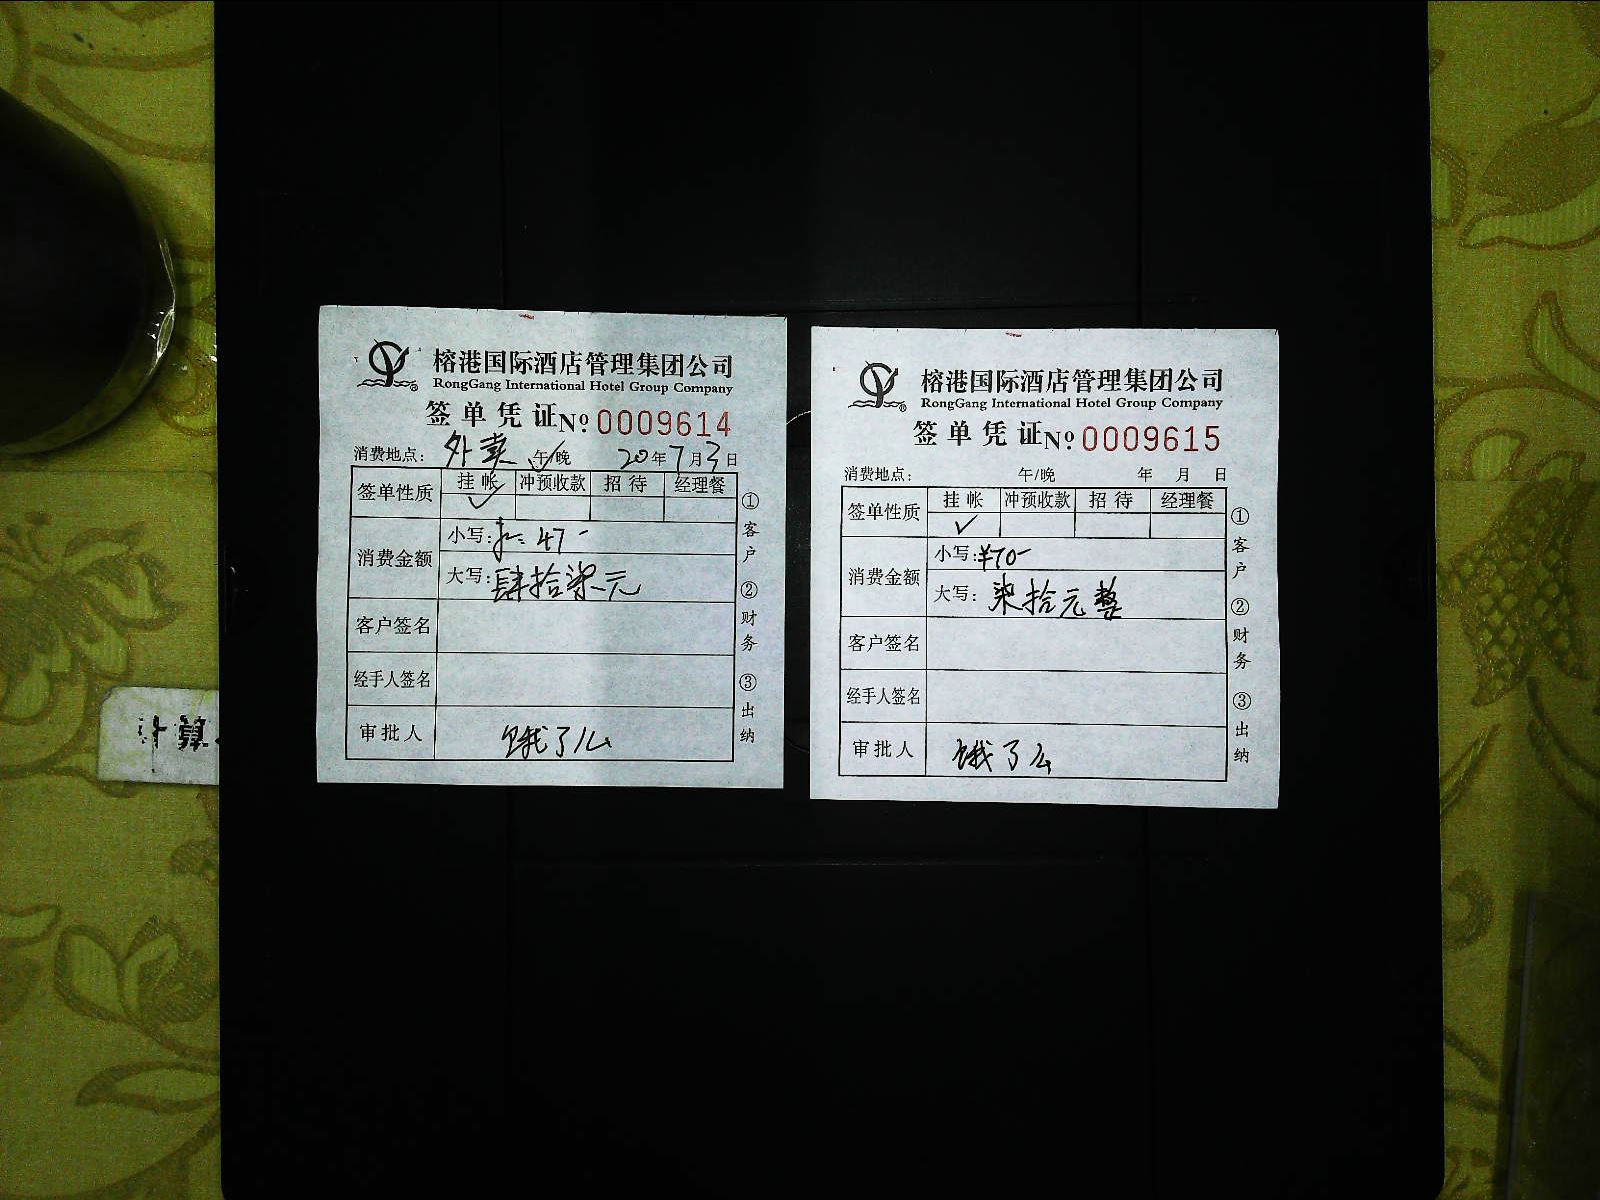 榕港国际酒店管理集团公司
RongGang International Hotel Group Company
签单凭证 № 0009614
消费地点： 外卖 午/晚 20年7月3日
签单性质 挂帐 冲预收款 招待 经理餐
✓
消费金额 小写： 47-
大写：肆拾柒元
客户签名
经手人签名
审批人 饿了么
①客户 ②财务 ③出纳
榕港国际酒店管理集团公司
RongGang International Hotel Group Company
签单凭证 № 0009615
消费地点： 午/晚 年 月 日
签单性质 挂帐 冲预收款 招待 经理餐
✓
消费金额 小写：¥70-
大写：柒拾元整
客户签名
经手人签名
审批人 饿了么
①客户 ②财务 ③出纳
计算